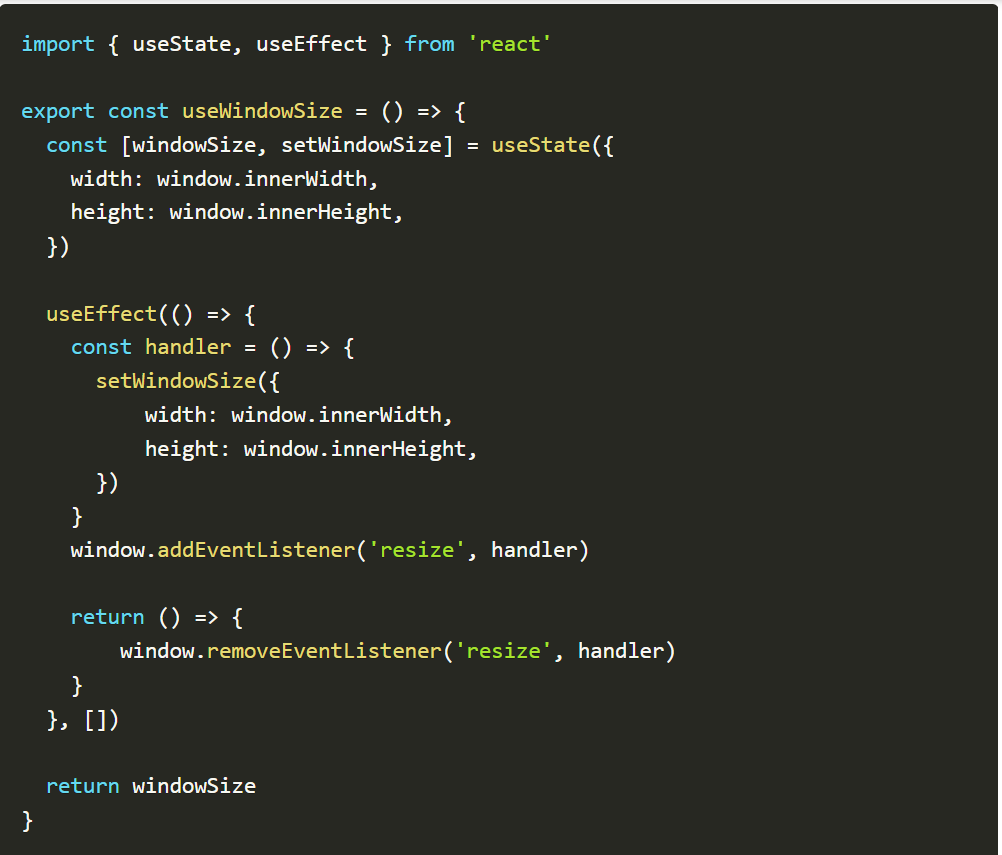 import { useState, useEffect } from 'react'

export const useWindowSize = () => {
  const [windowSize, setWindowSize] = useState({
    width: window.innerWidth,
    height: window.innerHeight,
  })

  useEffect(() => {
    const handler = () => {
      setWindowSize({
          width: window.innerWidth,
          height: window.innerHeight,
      })
    }
    window.addEventListener('resize', handler)

    return () => {
        window.removeEventListener('resize', handler)
    }
  }, [])

  return windowSize
}